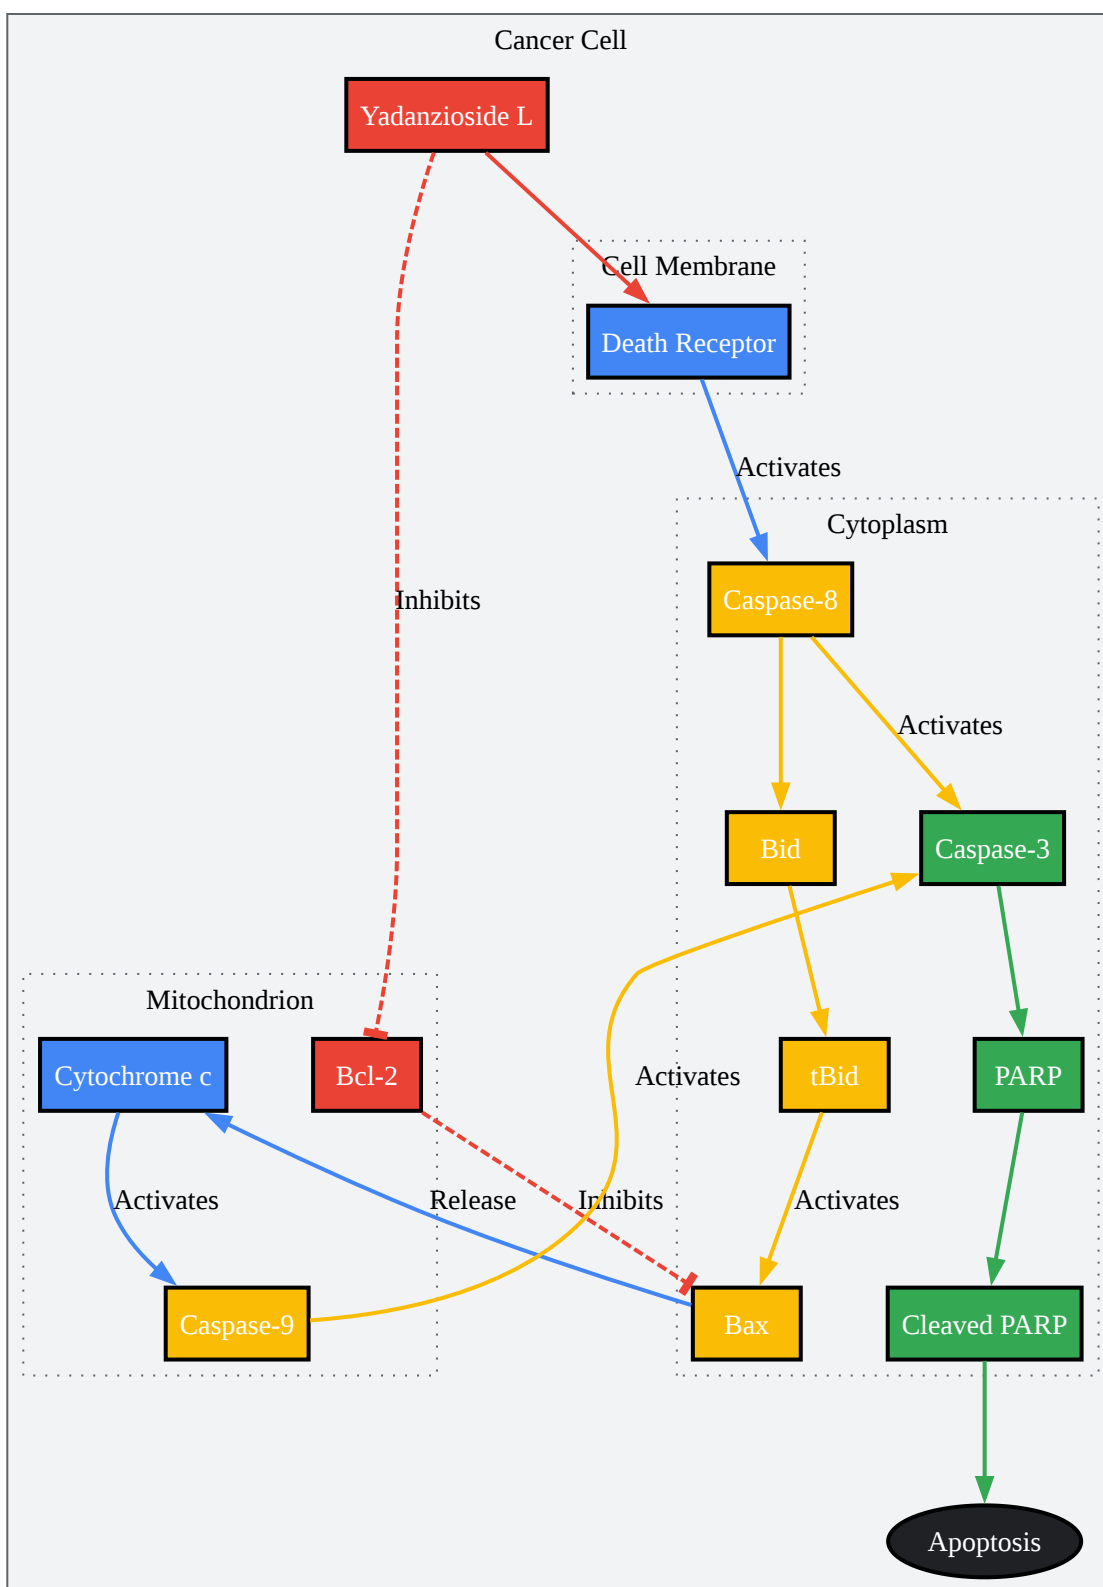 Cancer Cell
Yadanzioside L
Cell Membrane
Death Receptor
Activates
Cytoplasm
Caspase-8
Inhibits
Activates
Bid
Caspase-3
Mitochondrion
Cytochrome c
Bcl-2
Activates
tBid
PARP
Activates
Release
Inhibits
Activates
Caspase-9
Bax
Cleaved PARP
Apoptosis